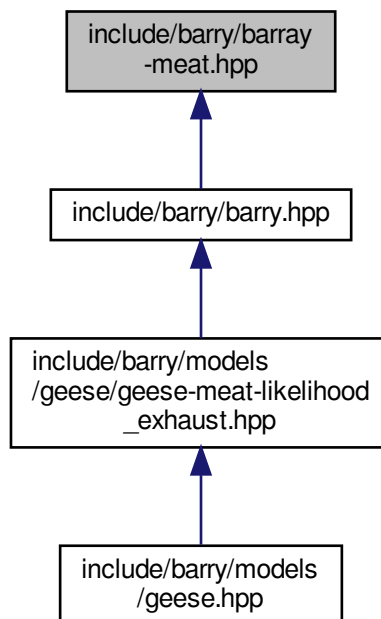 include/barry/barray
-meat.hpp
include/barry/barry.hpp
include/barry/models
/geese/geese-meat-likelihood
_exhaust.hpp
include/barry/models
/geese.hpp